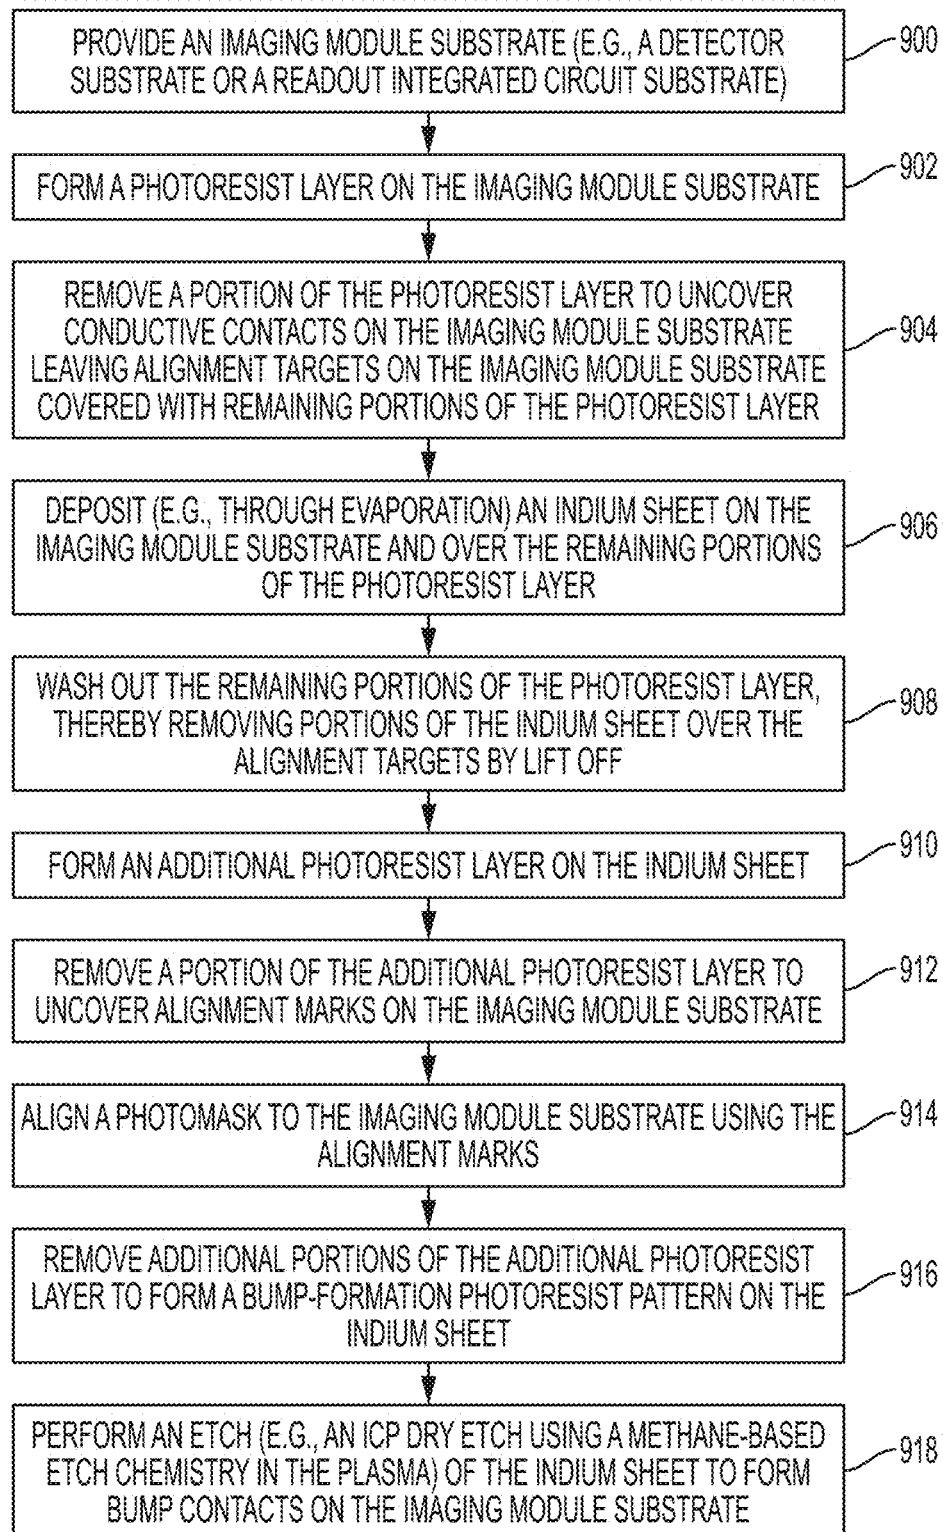 PROVIDE AN IMAGING MODULE SUBSTRATE (E.G., A DETECTOR
SUBSTRATE OR A READOUT INTEGRATED CIRCUIT SUBSTRATE)
900
FORM A PHOTORESIST LAYER ON THE IMAGING MODULE SUBSTRATE
902
REMOVE A PORTION OF THE PHOTORESIST LAYER TO UNCOVER
CONDUCTIVE CONTACTS ON THE IMAGING MODULE SUBSTRATE
LEAVING ALIGNMENT TARGETS ON THE IMAGING MODULE SUBSTRATE
COVERED WITH REMAINING PORTIONS OF THE PHOTORESIST LAYER
904
DEPOSIT (E.G., THROUGH EVAPORATION) AN INDIUM SHEET ON THE
IMAGING MODULE SUBSTRATE AND OVER THE REMAINING PORTIONS
OF THE PHOTORESIST LAYER
906
WASH OUT THE REMAINING PORTIONS OF THE PHOTORESIST LAYER,
THEREBY REMOVING PORTIONS OF THE INDIUM SHEET OVER THE
ALIGNMENT TARGETS BY LIFT OFF
908
FORM AN ADDITIONAL PHOTORESIST LAYER ON THE INDIUM SHEET
910
REMOVE A PORTION OF THE ADDITIONAL PHOTORESIST LAYER TO
UNCOVER ALIGNMENT MARKS ON THE IMAGING MODULE SUBSTRATE
912
ALIGN A PHOTOMASK TO THE IMAGING MODULE SUBSTRATE USING THE
ALIGNMENT MARKS
914
REMOVE ADDITIONAL PORTIONS OF THE ADDITIONAL PHOTORESIST
LAYER TO FORM A BUMP-FORMATION PHOTORESIST PATTERN ON THE
INDIUM SHEET
916
PERFORM AN ETCH (E.G., AN ICP DRY ETCH USING A METHANE-BASED
ETCH CHEMISTRY IN THE PLASMA) OF THE INDIUM SHEET TO FORM
BUMP CONTACTS ON THE IMAGING MODULE SUBSTRATE
918